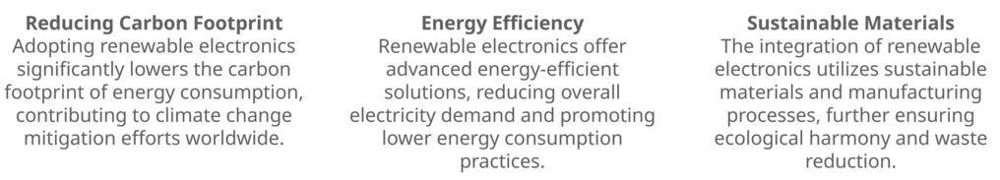 Reducing Carbon Footprint
Adopting renewable electronics
significantly lowers the carbon
footprint of energy consumption,
contributing to climate change
mitigation efforts worldwide.
Energy Efficiency
Renewable electronics offer
advanced energy-efficient
solutions, reducing overall
electricity demand and promoting
lower energy consumption
practices.
Sustainable Materials
The integration of renewable
electronics utilizes sustainable
materials and manufacturing
processes, further ensuring
ecological harmony and waste
reduction.